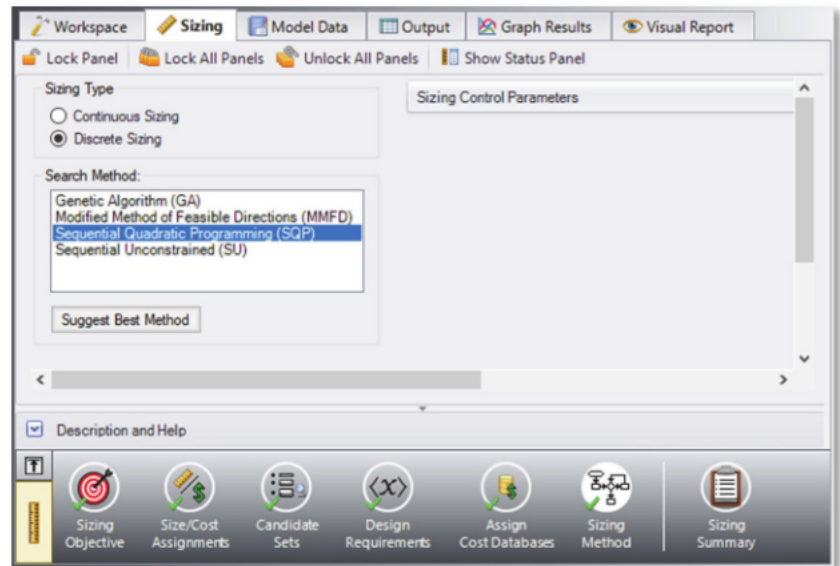 Workspace Sizing Model Data Output Graph Results Visual Report
Lock Panel Lock All Panels Unlock All Panels Show Status Panel
Sizing Type
Continuous Sizing
Discrete Sizing
Sizing Control Parameters
Search Method:
Genetic Algorithm (GA)
Modified Method of Feasible Directions (MMFD)
Sequential Quadratic Programming (SQP)
Sequential Unconstrained (SU)
Suggest Best Method
Description and Help
Sizing Objective
Size/Cost Assignments
Candidate Sets
⟨x⟩
Design Requirements
Assign Cost Databases
Sizing Method
Sizing Summary